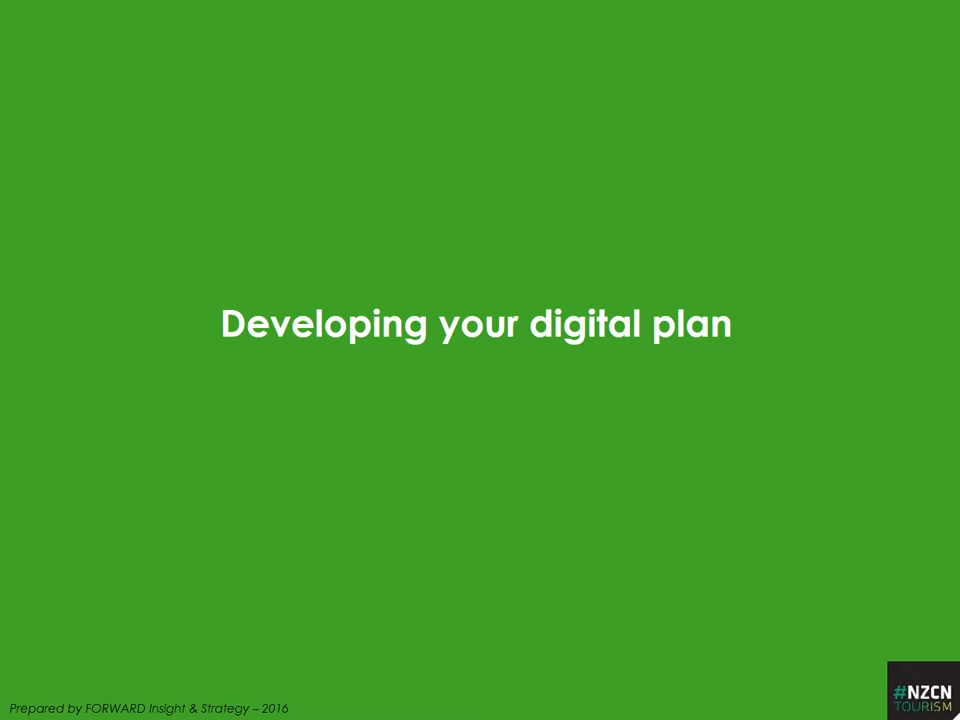 Developing your digital plan
Prepared by FORWARD Insight & Strategy – 2016
#NZCN
TOURISM